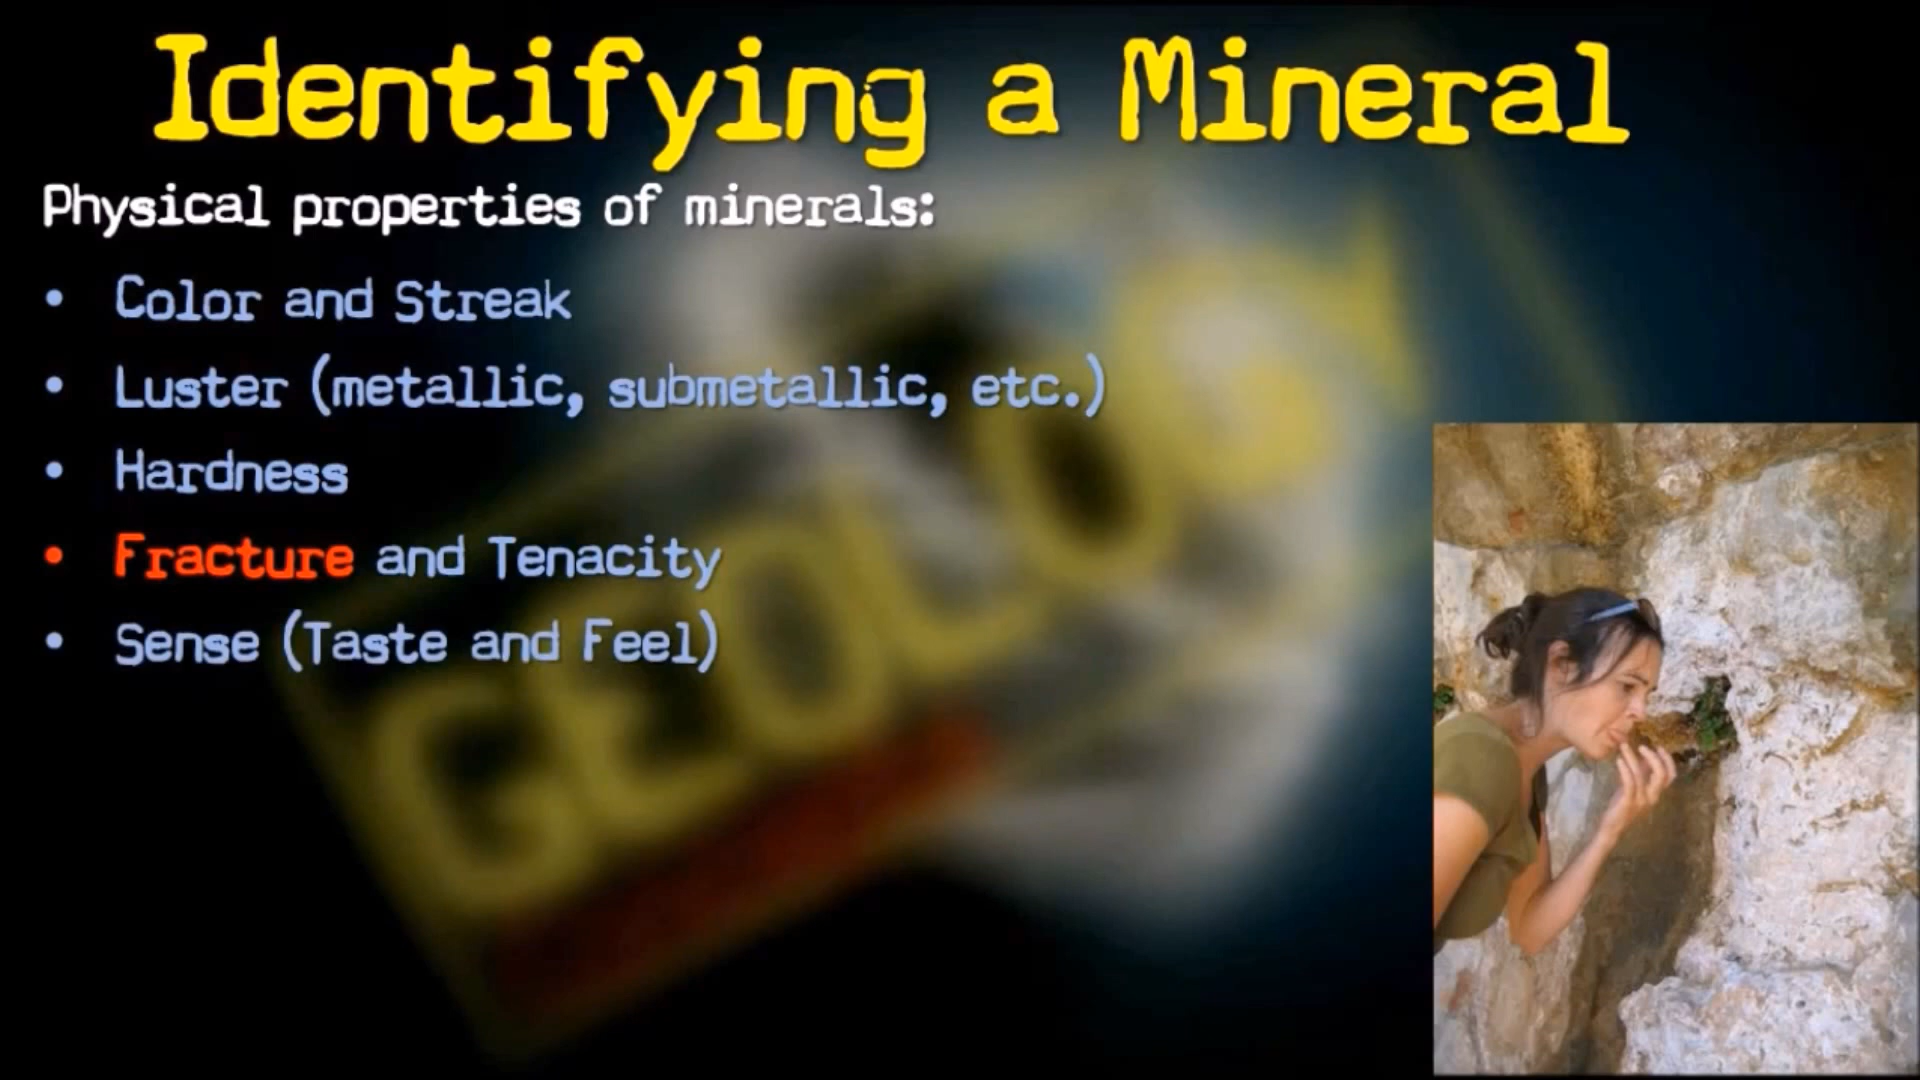 Identifying a Mineral
Physical properties of minerals:
• Color and Streak
• Luster (metallic, submetallic, etc.)
• Hardness
• Fracture and Tenacity
• Sense (Taste and Feel)